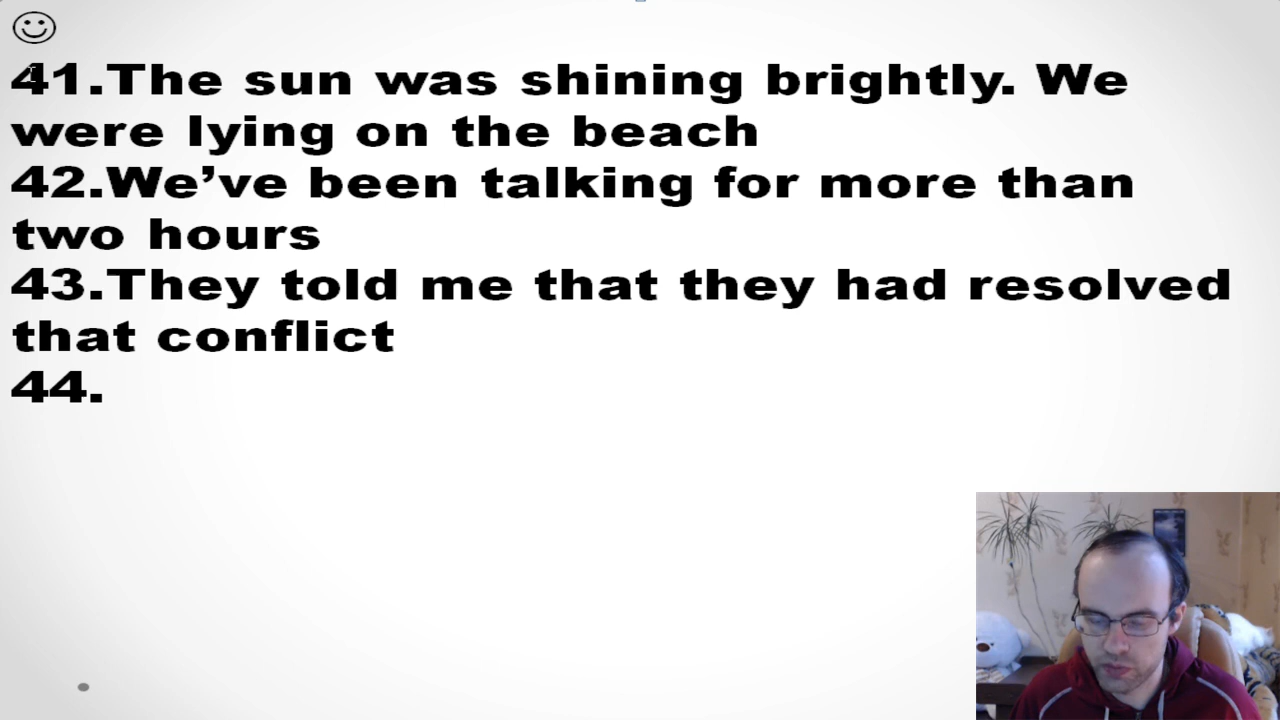 41.The sun was shining brightly. We
were lying on the beach
42.We’ve been talking for more than
two hours
43.They told me that they had resolved
that conflict
44.